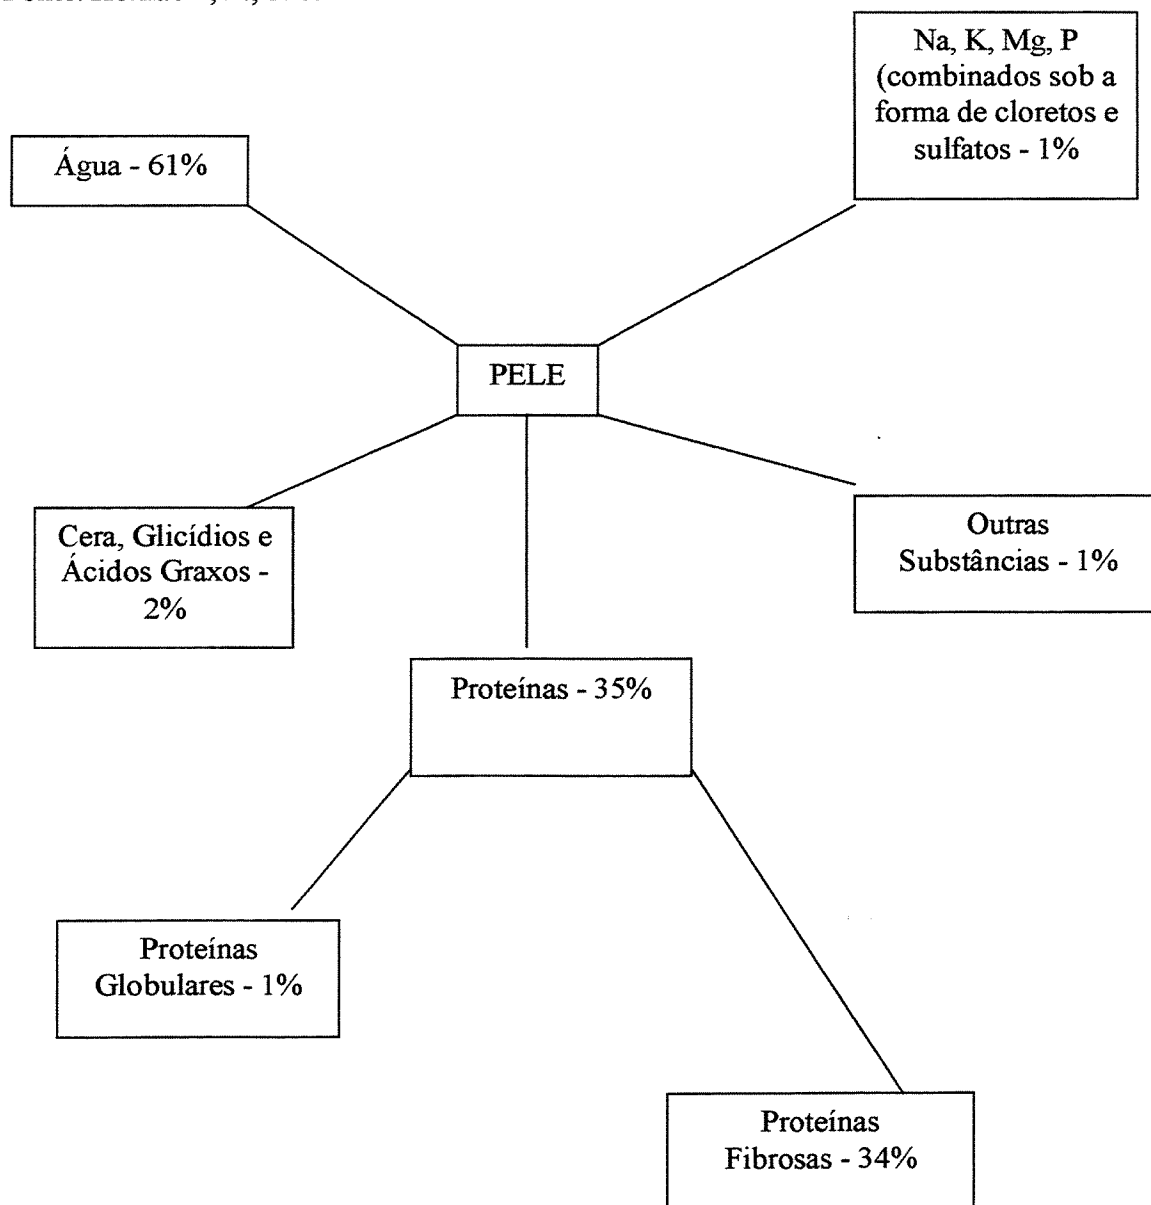 Na, K, Mg, P
(combinados sob a
forma de cloretos e
sulfatos - 1%
Água - 61%
PELE
Cera, Glicídios e
Ácidos Graxos -
2%
Outras
Substâncias - 1%
Proteínas - 35%
Proteínas
Globulares - 1%
Proteínas
Fibrosas - 34%